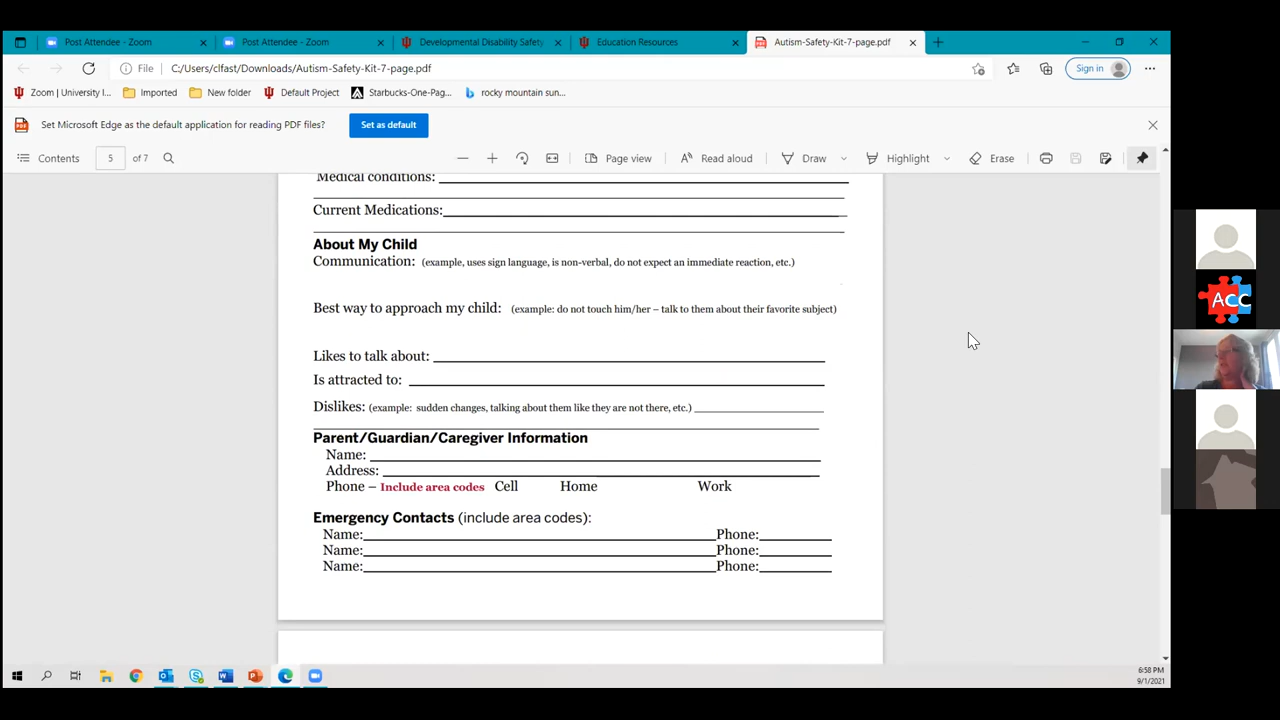 Post Attendee - Zoom
Post Attendee - Zoom
Developmental Disability Safety
Education Resources
Autism-Safety-Kit-7-page.pdf
File C:/Users/clfast/Downloads/Autism-Safety-Kit-7-page.pdf
Sign in
Zoom | University I...
Imported
New folder
Default Project
Starbucks-One-Pag...
rocky mountain sun...
Set Microsoft Edge as the default application for reading PDF files?
Set as default
Contents
5 of 7
Page view
Read aloud
Draw
Highlight
Erase
Medical conditions:
Current Medications:
About My Child
Communication: (example, uses sign language, is non-verbal, do not expect an immediate reaction, etc.)
Best way to approach my child: (example: do not touch him/her – talk to them about their favorite subject)
Likes to talk about:
Is attracted to:
Dislikes: (example: sudden changes, talking about them like they are not there, etc.)
Parent/Guardian/Caregiver Information
Name:
Address:
Phone – Include area codes Cell Home Work
Emergency Contacts (include area codes):
Name: Phone:
Name: Phone:
Name: Phone:
ACC
6:58 PM
9/1/2021